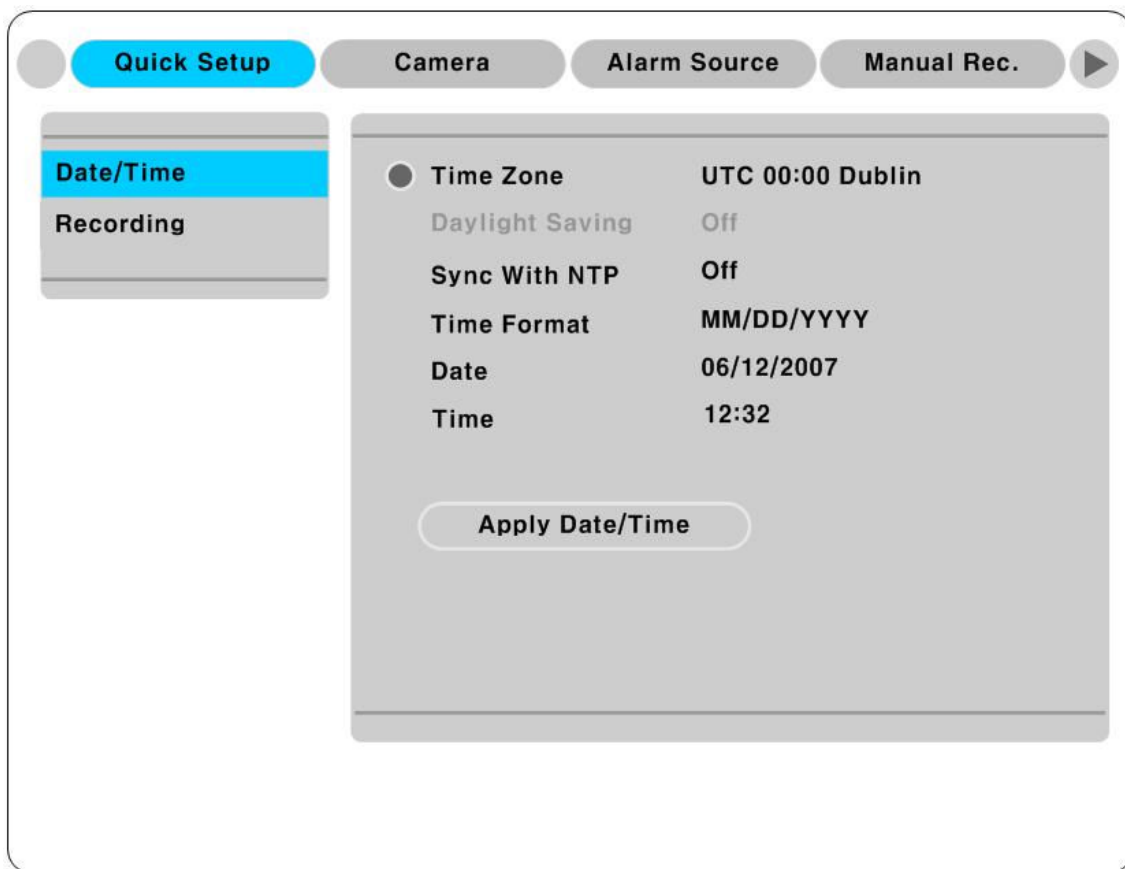 Quick Setup Camera Alarm Source Manual Rec.
Date/Time
Recording
Time Zone UTC 00:00 Dublin
Daylight Saving Off
Sync With NTP Off
Time Format MM/DD/YYYY
Date 06/12/2007
Time 12:32
Apply Date/Time